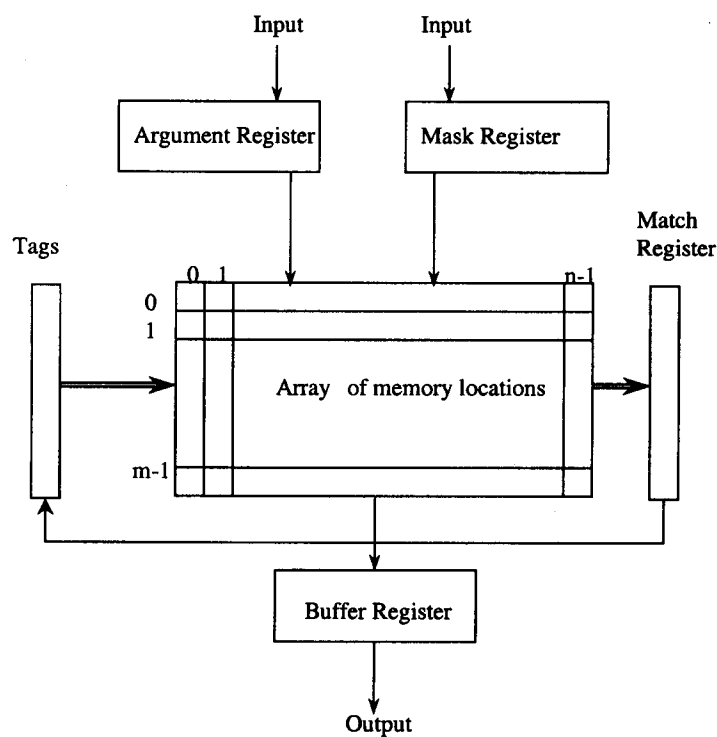 Input
Input
Argument Register
Mask Register
Tags
Match
Register
0
1
n-1
0
1
Array of memory locations
m-1
Buffer Register
Output